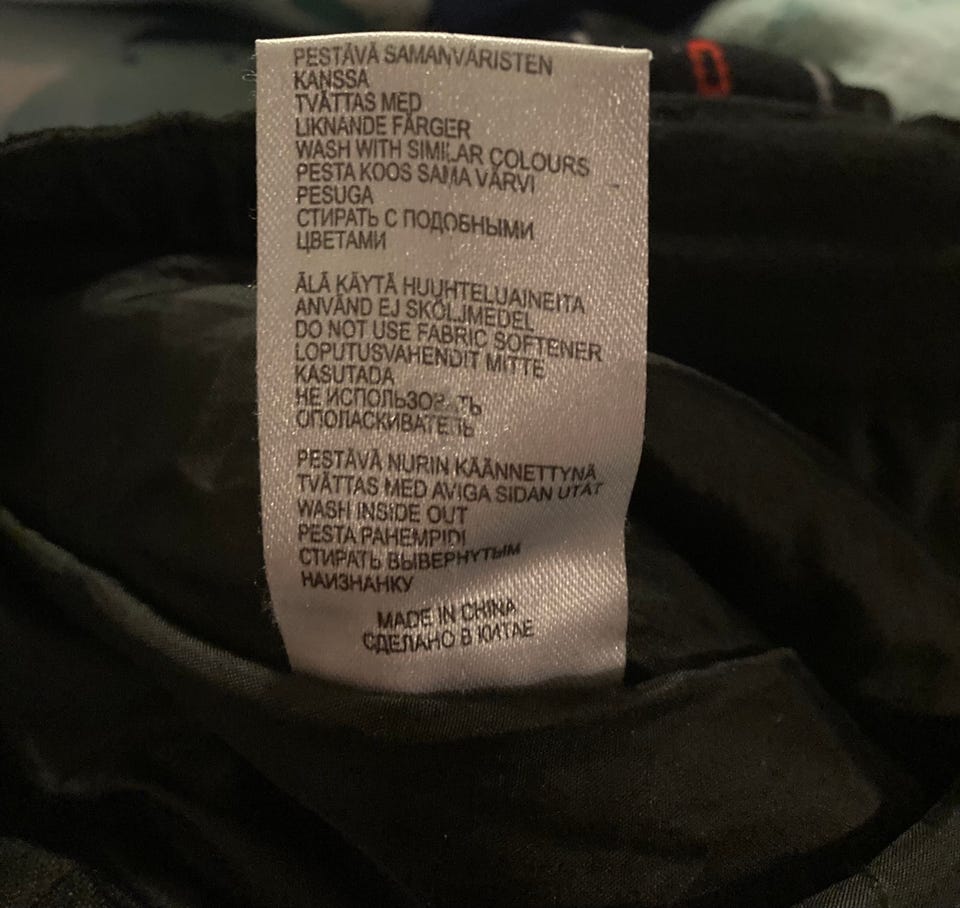 PESTÄVÄ SAMANVÄRISTEN
KANSSA
TVÄTTAS MED
LIKNANDE FÄRGER
WASH WITH SIMILAR COLOURS
PESTA KOOS SAMA VÄRVI
PESUGA
СТИРАТЬ С ПОДОБНЫМИ
ЦВЕТАМИ
ÄLÄ KÄYTÄ HUUHTELUAINEITA
ANVÄND EJ SKÖLJMEDEL
DO NOT USE FABRIC SOFTENER
LOPUTUSVAHENDIT MITTE
KASUTADA
НЕ ИСПОЛЬЗОВАТЬ
ОПОЛАСКИВАТЕЛЬ
PESTÄVÄ NURIN KÄÄNNETTYNÄ
TVÄTTAS MED AVIGA SIDAN UTÅT
WASH INSIDE OUT
PESTA PAHEMPIDI
СТИРАТЬ ВЫВЕРНУТЫМ
НАИЗНАНКУ
MADE IN CHINA
СДЕЛАНО В КИТАЕ